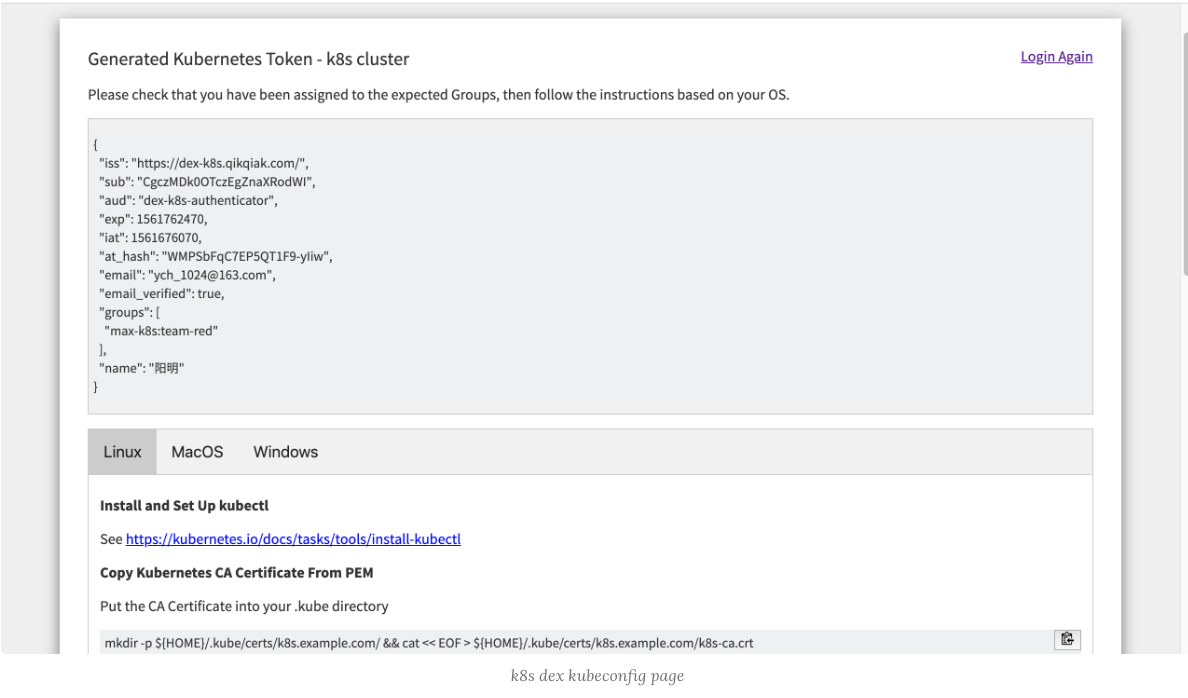 Generated Kubernetes Token - k8s cluster
Login Again
Please check that you have been assigned to the expected Groups, then follow the instructions based on your OS.
{
"iss": "https://dex-k8s.qikqiak.com/",
"sub": "CgczMDk0OTczEgZnaXRodWI",
"aud": "dex-k8s-authenticator",
"exp": 1561762470,
"iat": 1561676070,
"at_hash": "WMPSbFqC7EP5QT1F9-yIiw",
"email": "ych_1024@163.com",
"email_verified": true,
"groups": [
"max-k8s:team-red"
],
"name": "阳明"
}
Linux MacOS Windows
Install and Set Up kubectl
See https://kubernetes.io/docs/tasks/tools/install-kubectl
Copy Kubernetes CA Certificate From PEM
Put the CA Certificate into your .kube directory
mkdir -p ${HOME}/.kube/certs/k8s.example.com/ && cat << EOF > ${HOME}/.kube/certs/k8s.example.com/k8s-ca.crt
k8s dex kubeconfig page